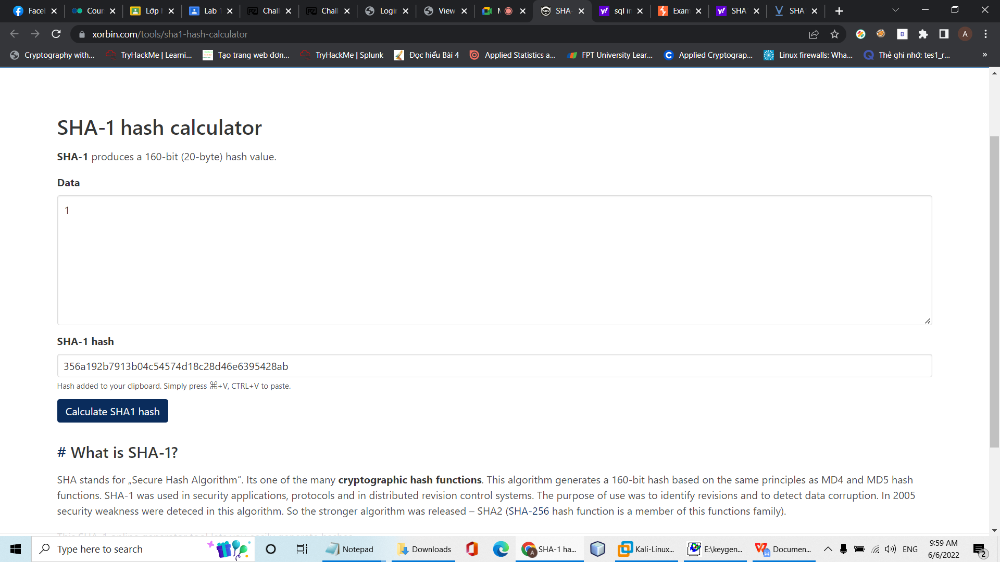 Facel
Cour
Lớp
Lab 1
Chall
Chall
Login
View
SHA-
sql in
Exam
SHA
SHA
xorbin.com/tools/sha1-hash-calculator
A
Cryptography with...
TryHackMe | Learni...
Tạo trang web đơn...
TryHackMe | Splunk
Đọc hiểu Bài 4
Applied Statistics a...
FPT University Lear...
Applied Cryptograp...
Linux firewalls: Wha...
Thẻ ghi nhớ: tes1_r...
»
SHA-1 hash calculator
SHA-1 produces a 160-bit (20-byte) hash value.
Data
1
SHA-1 hash
356a192b7913b04c54574d18c28d46e6395428ab
Hash added to your clipboard. Simply press ⌘+V, CTRL+V to paste.
Calculate SHA1 hash
# What is SHA-1?
SHA stands for „Secure Hash Algorithm“. Its one of the many cryptographic hash functions. This algorithm generates a 160-bit hash based on the same principles as MD4 and MD5 hash
functions. SHA-1 was used in security applications, protocols and in distributed revision control systems. The purpose of use was to identify revisions and to detect data corruption. In 2005
security weakness were deteced in this algorithm. So the stronger algorithm was released – SHA2 (SHA-256 hash function is a member of this functions family).
Type here to search
Notepad
Downloads
SHA-1 ha...
Kali-Linux...
E:\keygen...
Documen...
ENG
9:59 AM
6/6/2022
2